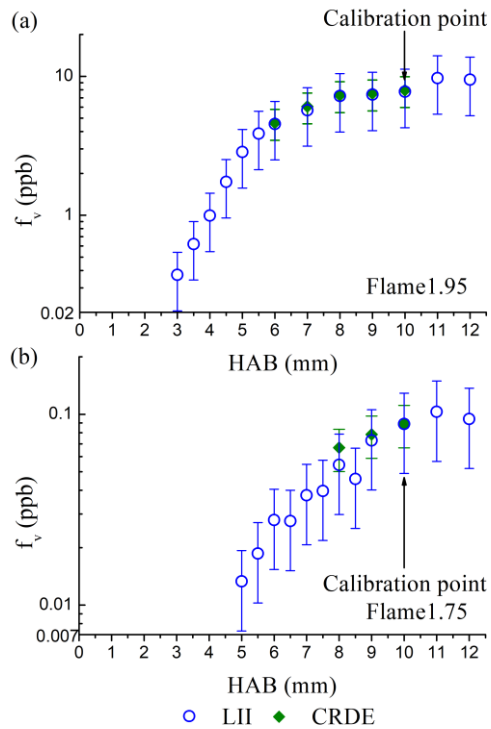 (a)
Calibration point
10
1
0.02
f_v (ppb)
Flame1.95
0 1 2 3 4 5 6 7 8 9 10 11 12
HAB (mm)
(b)
0.1
0.01
0.007
f_v (ppb)
Calibration point
Flame1.75
0 1 2 3 4 5 6 7 8 9 10 11 12
HAB (mm)
LII CRDE